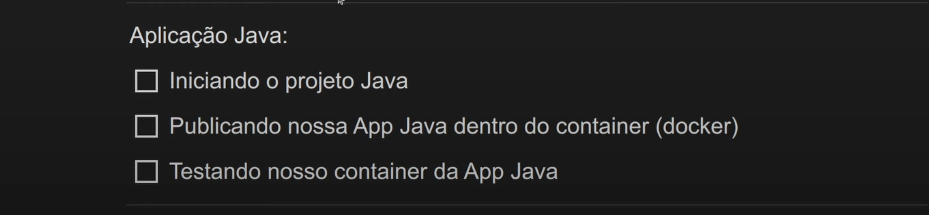 Aplicação Java:
Iniciando o projeto Java
Publicando nossa App Java dentro do container (docker)
Testando nosso container da App Java